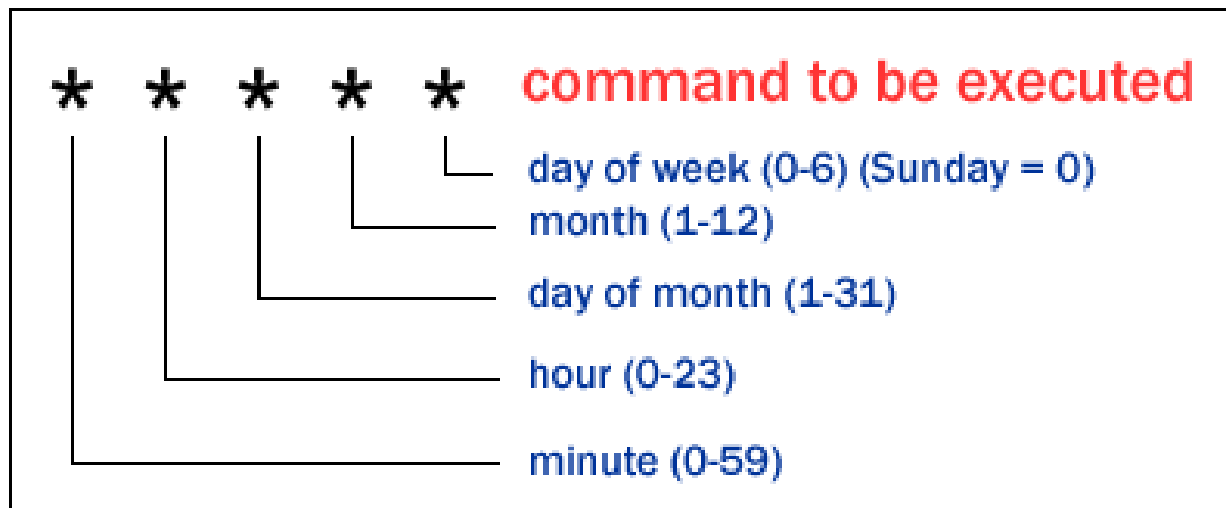 * * * * * command to be executed
day of week (0-6) (Sunday = 0)
month (1-12)
day of month (1-31)
hour (0-23)
minute (0-59)